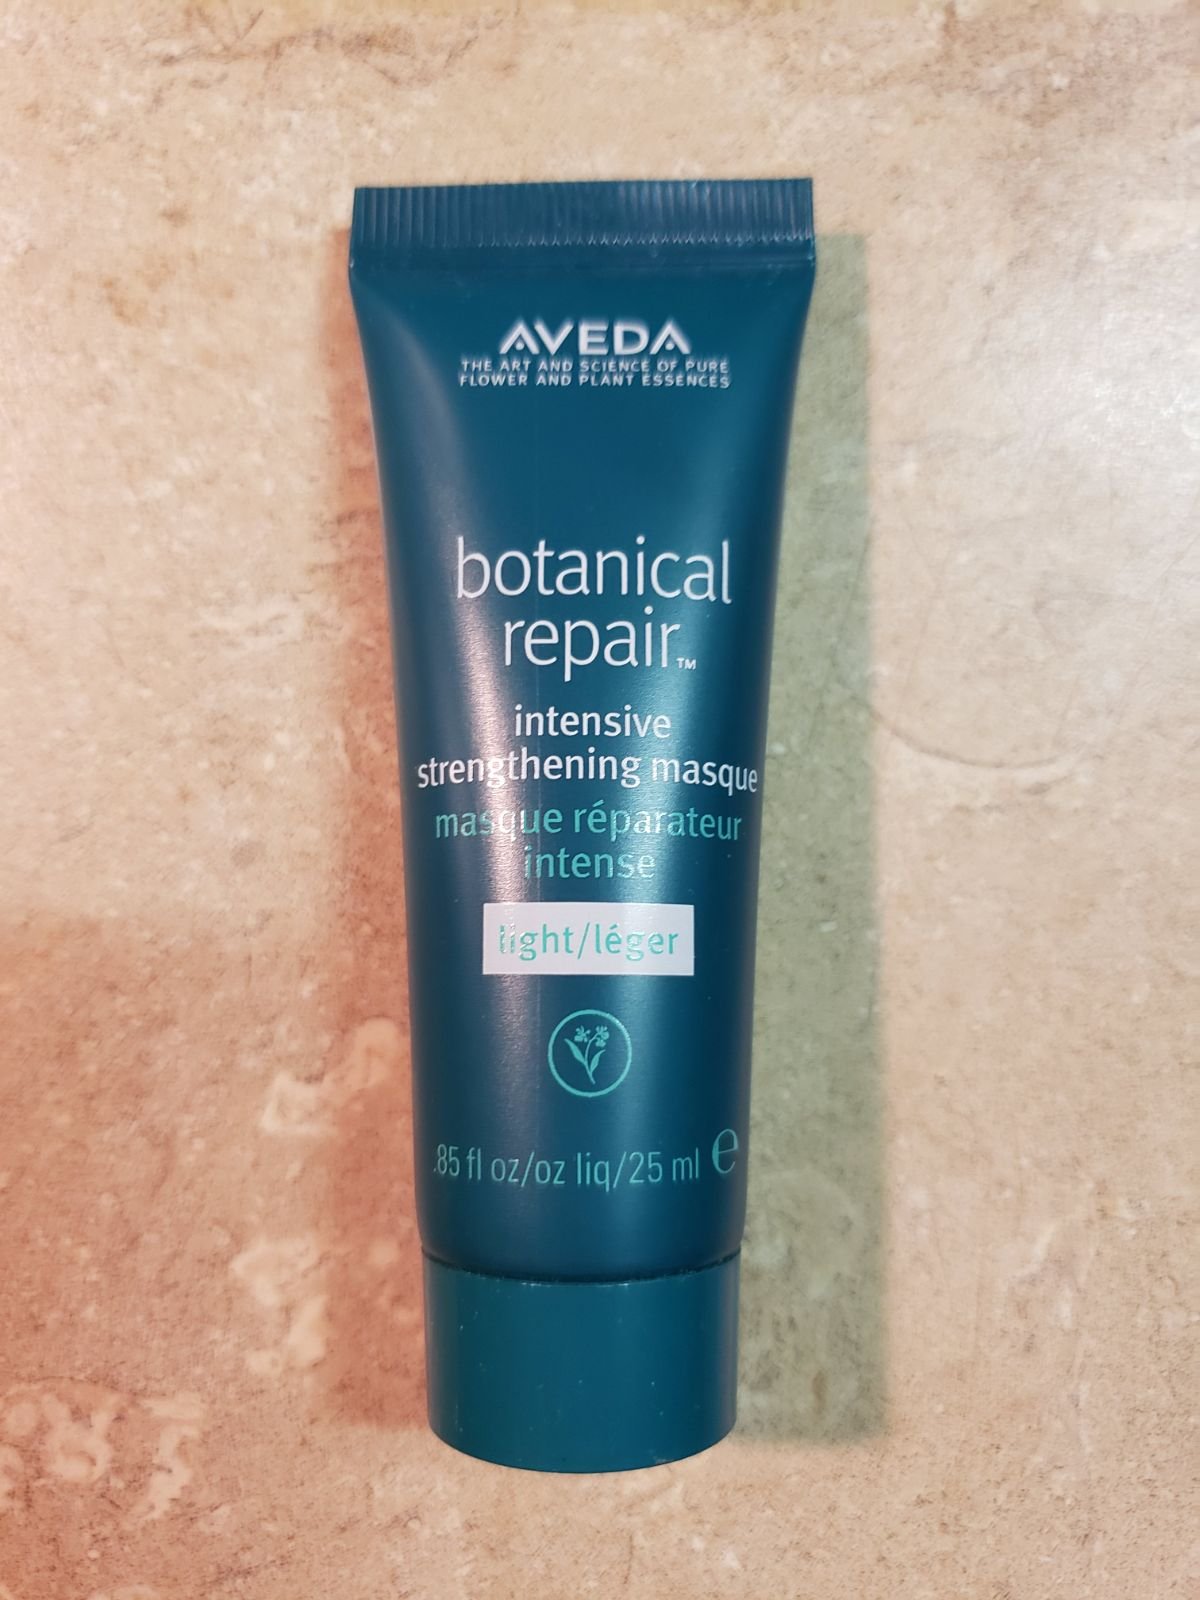 AVEDA
THE ART AND SCIENCE OF PURE
FLOWER AND PLANT ESSENCES
botanical
repair™
intensive
strengthening masque
masque réparateur
intense
light/léger
.85 fl oz/oz liq/25 ml ℮